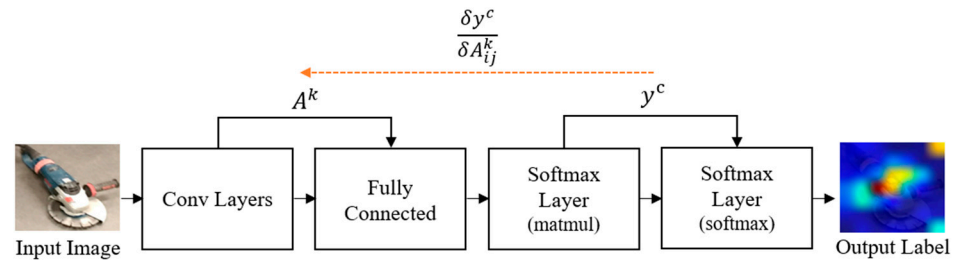 δy^c
δA^k_ij
A^k
y^c
Input Image
Conv Layers
Fully
Connected
Softmax
Layer
(matmul)
Softmax
Layer
(softmax)
Output Label